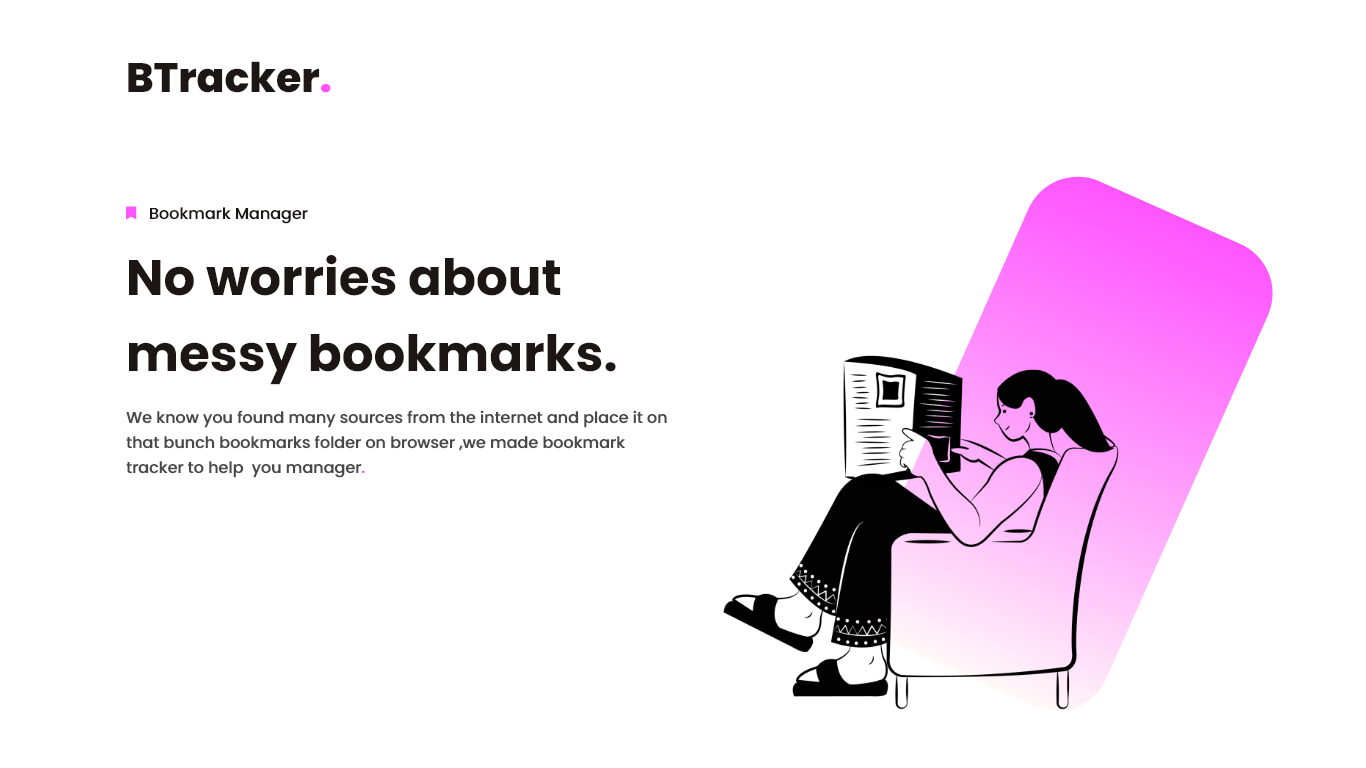 BTracker.
Bookmark Manager
No worries about
messy bookmarks.
We know you found many sources from the internet and place it on
that bunch bookmarks folder on browser ,we made bookmark
tracker to help  you manager.